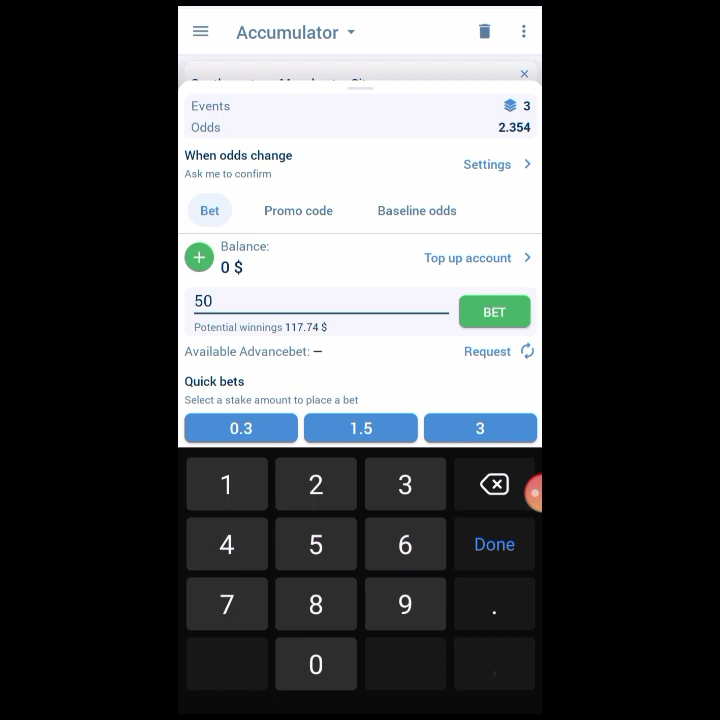 Accumulator
Events 3
Odds 2.354
When odds change
Ask me to confirm
Settings
Bet Promo code Baseline odds
Balance:
0 $
Top up account
50
Potential winnings 117.74 $
BET
Available Advancebet: —
Request
Quick bets
Select a stake amount to place a bet
0.3 1.5 3
1 2 3
4 5 6 Done
7 8 9 .
0 ,